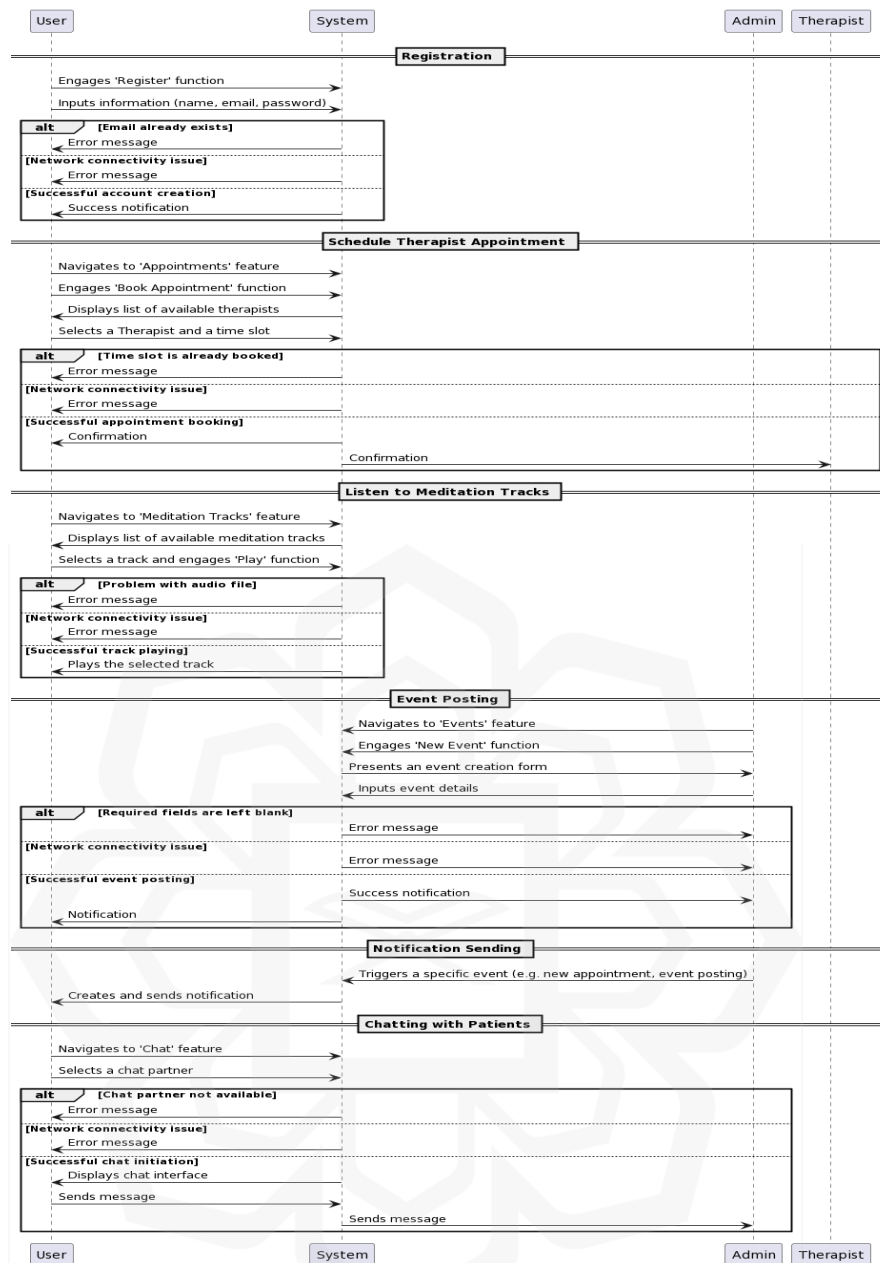 User System Admin Therapist
Registration
Engages 'Register' function
Inputs information (name, email, password)
alt [Email already exists]
Error message
[Network connectivity issue]
Error message
[Successful account creation]
Success notification
Schedule Therapist Appointment
Navigates to 'Appointments' feature
Engages 'Book Appointment' function
Displays list of available therapists
Selects a Therapist and a time slot
alt [Time slot is already booked]
Error message
[Network connectivity issue]
Error message
[Successful appointment booking]
Confirmation
Confirmation
Listen to Meditation Tracks
Navigates to 'Meditation Tracks' feature
Displays list of available meditation tracks
Selects a track and engages 'Play' function
alt [Problem with audio file]
Error message
[Network connectivity issue]
Error message
[Successful track playing]
Plays the selected track
Event Posting
Navigates to 'Events' feature
Engages 'New Event' function
Presents an event creation form
Inputs event details
alt [Required fields are left blank]
Error message
[Network connectivity issue]
Error message
[Successful event posting]
Success notification
Notification
Notification Sending
Triggers a specific event (e.g. new appointment, event posting)
Creates and sends notification
Chatting with Patients
Navigates to 'Chat' feature
Selects a chat partner
alt [Chat partner not available]
Error message
[Network connectivity issue]
Error message
[Successful chat initiation]
Displays chat interface
Sends message
Sends message
User System Admin Therapist